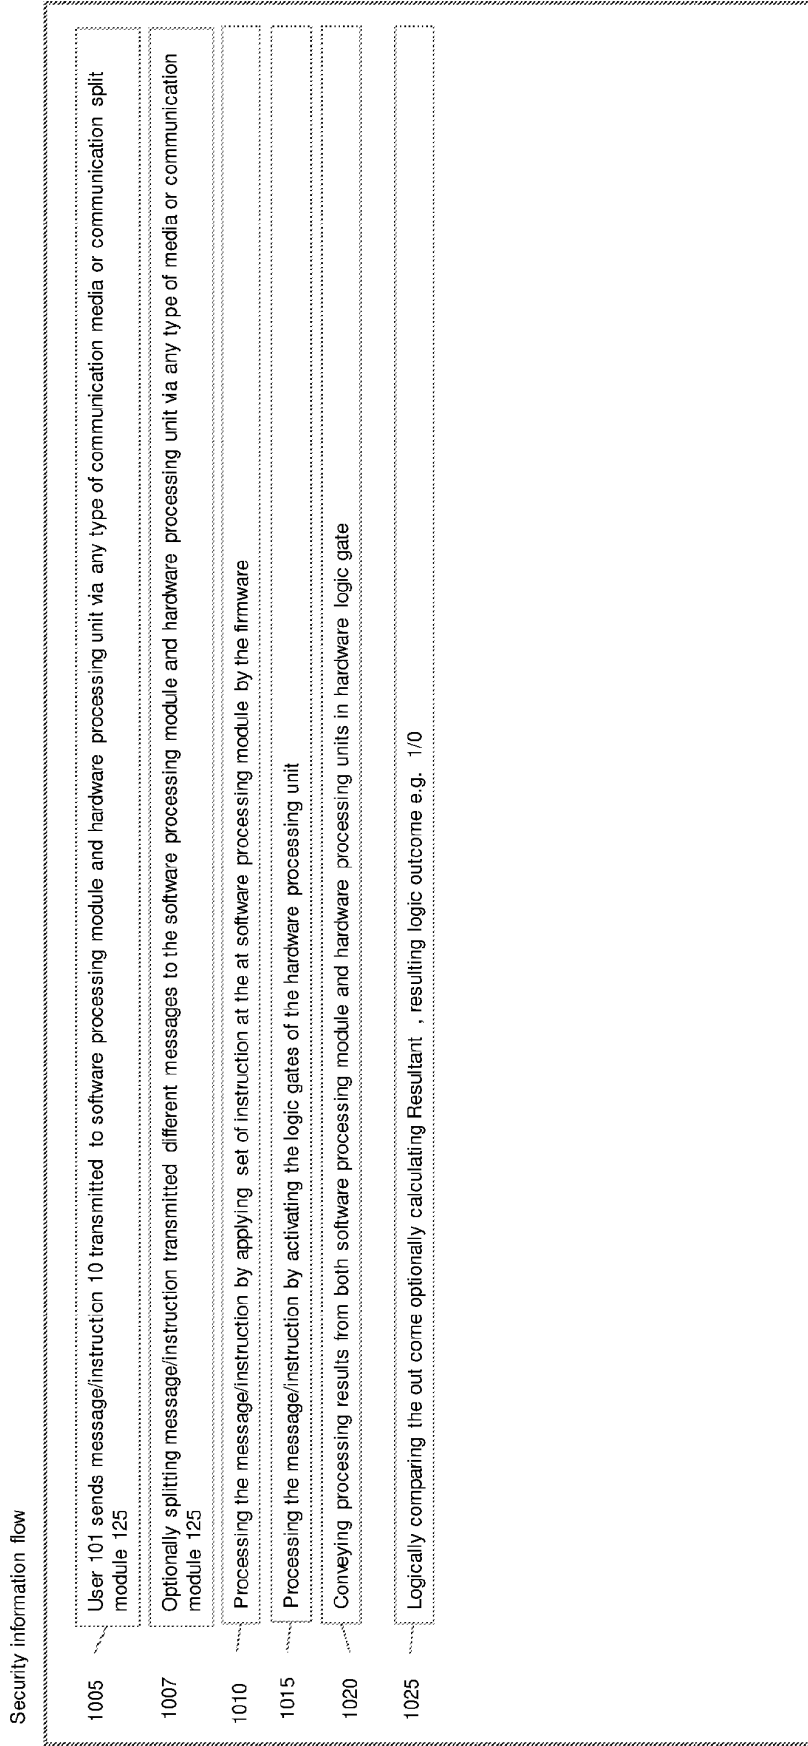 Security information flow
1005
User 101 sends message/instruction 10 transmitted to software processing module and hardware processing unit via any type of communication media or communication split
module 125
1007
Optionally splitting message/instruction transmitted different messages to the software processing module and hardware processing unit via any type of media or communication
module 125
1010
Processing the message/instruction by applying set of instruction at the at software processing module by the firmware
1015
Processing the message/instruction by activating the logic gates of the hardware processing unit
1020
Conveying processing results from both software processing module and hardware processing units in hardware logic gate
1025
Logically comparing the out come optionally calculating Resultant , resulting logic outcome e.g. 1/0